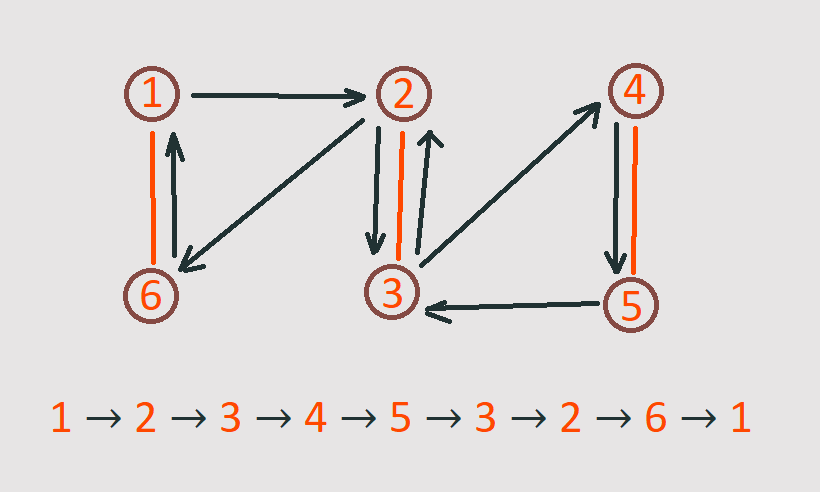 1 2 4
6 3 5
1 → 2 → 3 → 4 → 5 → 3 → 2 → 6 → 1